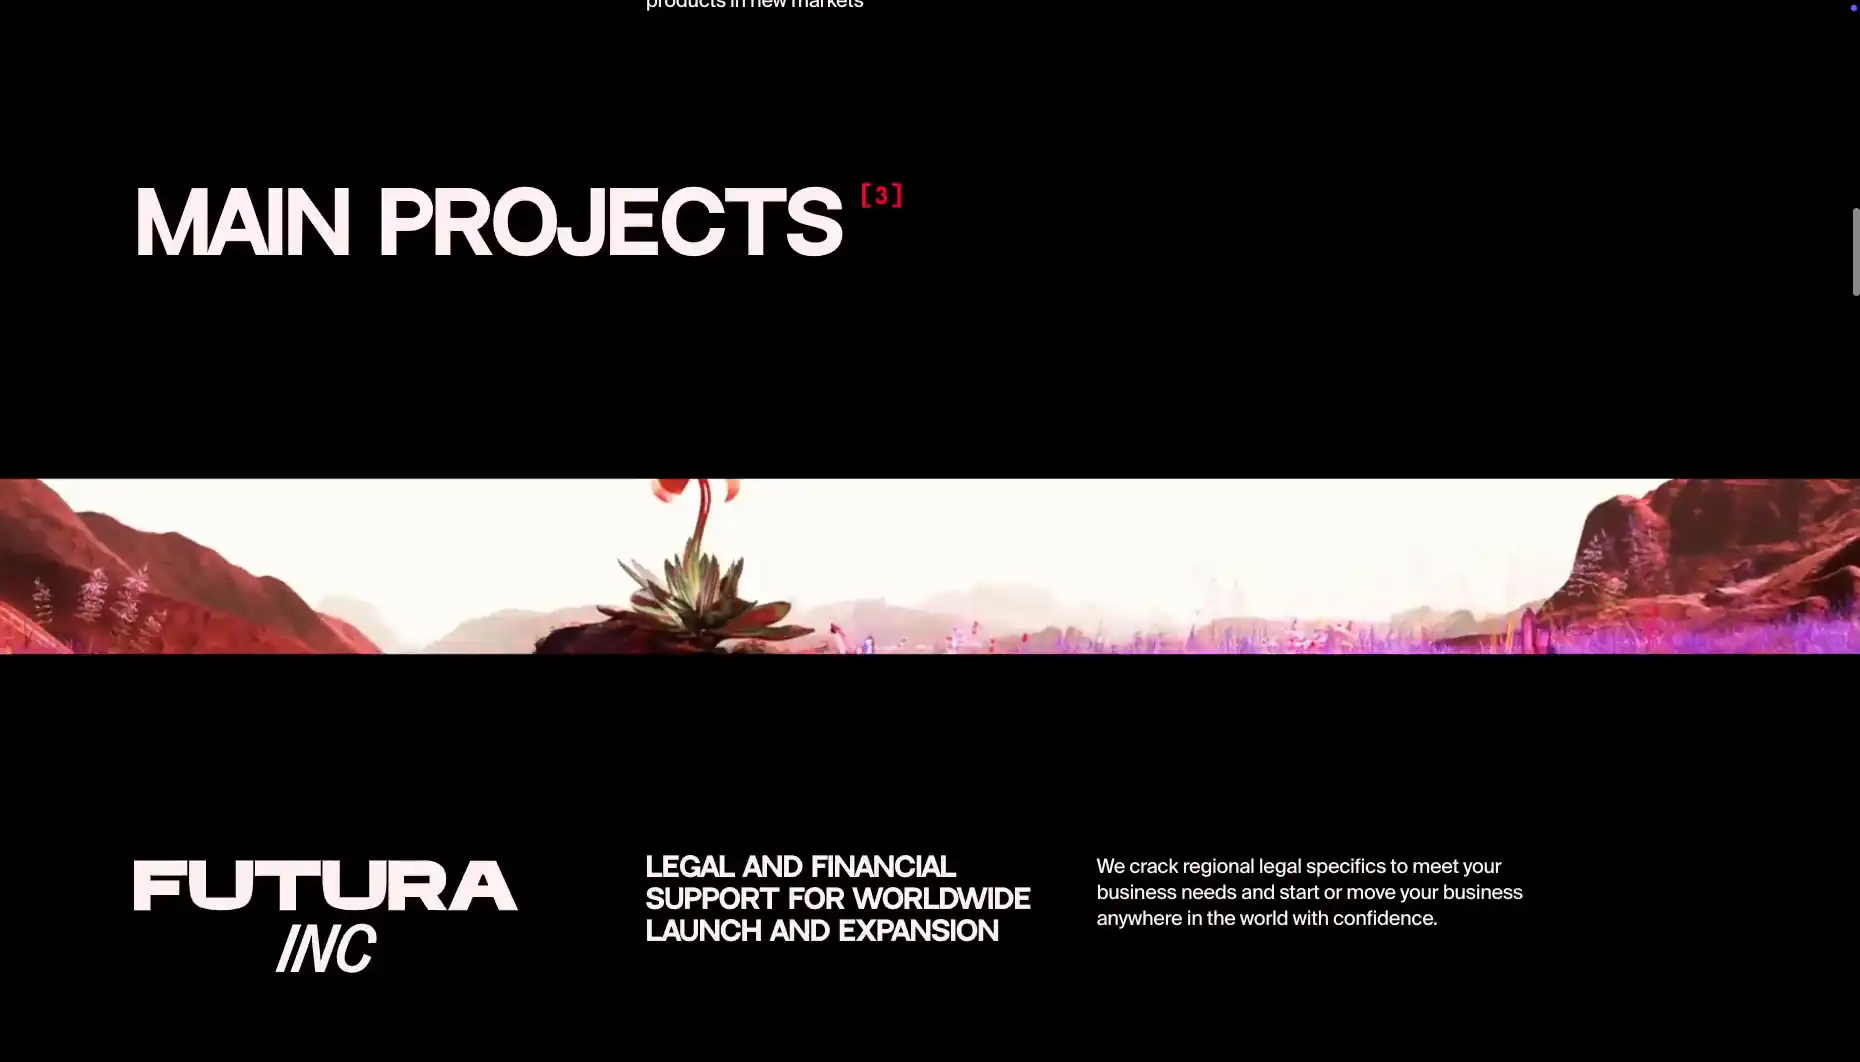 products in new markets
MAIN PROJECTS [3]
FUTURA
INC
LEGAL AND FINANCIAL
SUPPORT FOR WORLDWIDE
LAUNCH AND EXPANSION
We crack regional legal specifics to meet your
business needs and start or move your business
anywhere in the world with confidence.